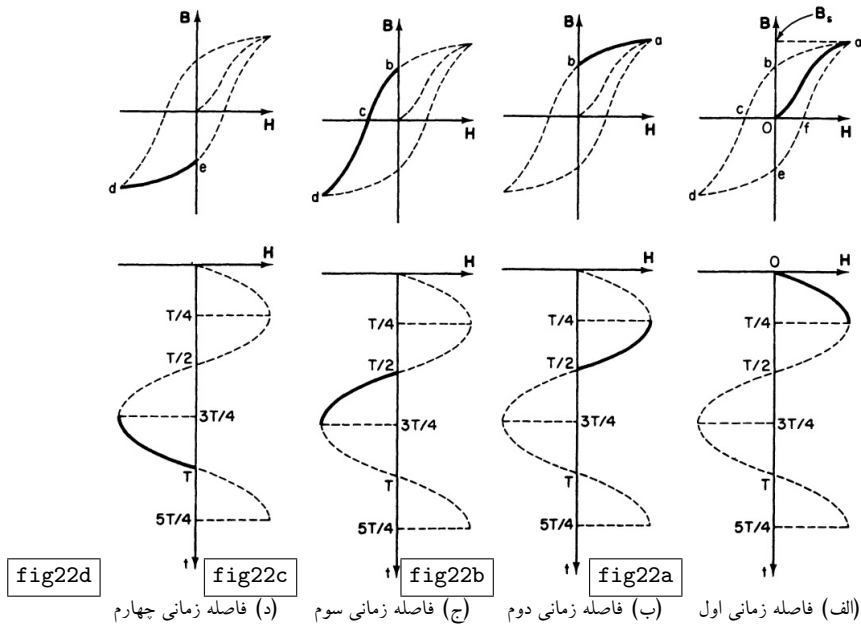 B
H
d
e
B
b
c
H
d
B
b
a
H
B
Bs
a
b
c
O
f
H
e
d
H
T/4
T/2
3T/4
T
5T/4
t
H
T/4
T/2
3T/4
T
5T/4
t
H
T/4
T/2
3T/4
T
5T/4
t
O
H
T/4
T/2
3T/4
T
5T/4
t
fig22d
fig22c
fig22b
fig22a
(الف) فاصله زمانی اول
(ب) فاصله زمانی دوم
(ج) فاصله زمانی سوم
(د) فاصله زمانی چهارم